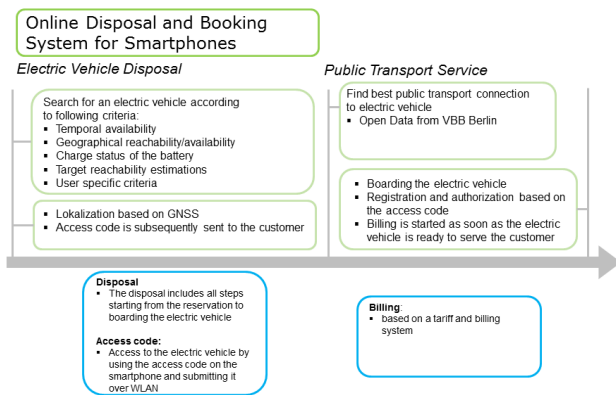 Online Disposal and Booking
System for Smartphones
Electric Vehicle Disposal
Search for an electric vehicle according
to following criteria:
▪ Temporal availability
▪ Geographical reachability/availability
▪ Charge status of the battery
▪ Target reachability estimations
▪ User specific criteria
▪ Lokalization based on GNSS
▪ Access code is subsequently sent to the customer
Public Transport Service
Find best public transport connection
to electric vehicle
▪ Open Data from VBB Berlin
▪ Boarding the electric vehicle
▪ Registration and authorization based on
the access code
▪ Billing is started as soon as the electric
vehicle is ready to serve the customer
Disposal
▪ The disposal includes all steps
starting from the reservation to
boarding the electric vehicle
Access code:
▪ Access to the electric vehicle by
using the access code on the
smartphone and submitting it
over WLAN
Billing:
▪ based on a tariff and billing
system